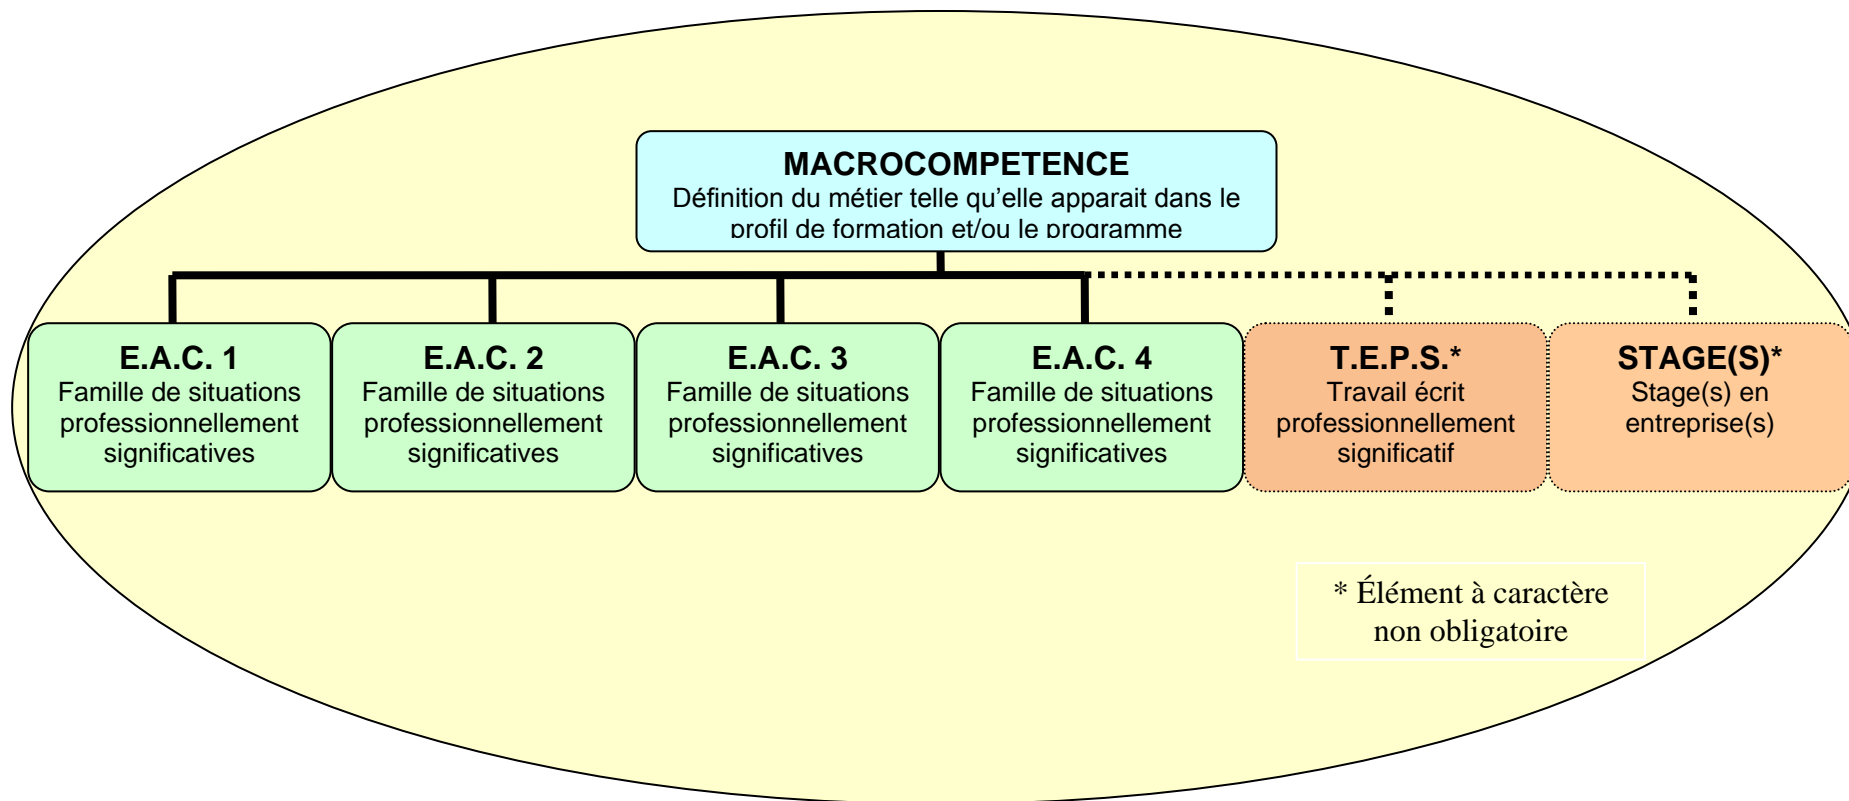 MACROCOMPETENCE
Définition du métier telle qu’elle apparait dans le
profil de formation et/ou le programme
E.A.C. 1
Famille de situations
professionnellement
significatives
E.A.C. 2
Famille de situations
professionnellement
significatives
E.A.C. 3
Famille de situations
professionnellement
significatives
E.A.C. 4
Famille de situations
professionnellement
significatives
T.E.P.S.*
Travail écrit
professionnellement
significatif
STAGE(S)*
Stage(s) en
entreprise(s)
* Élément à caractère
non obligatoire